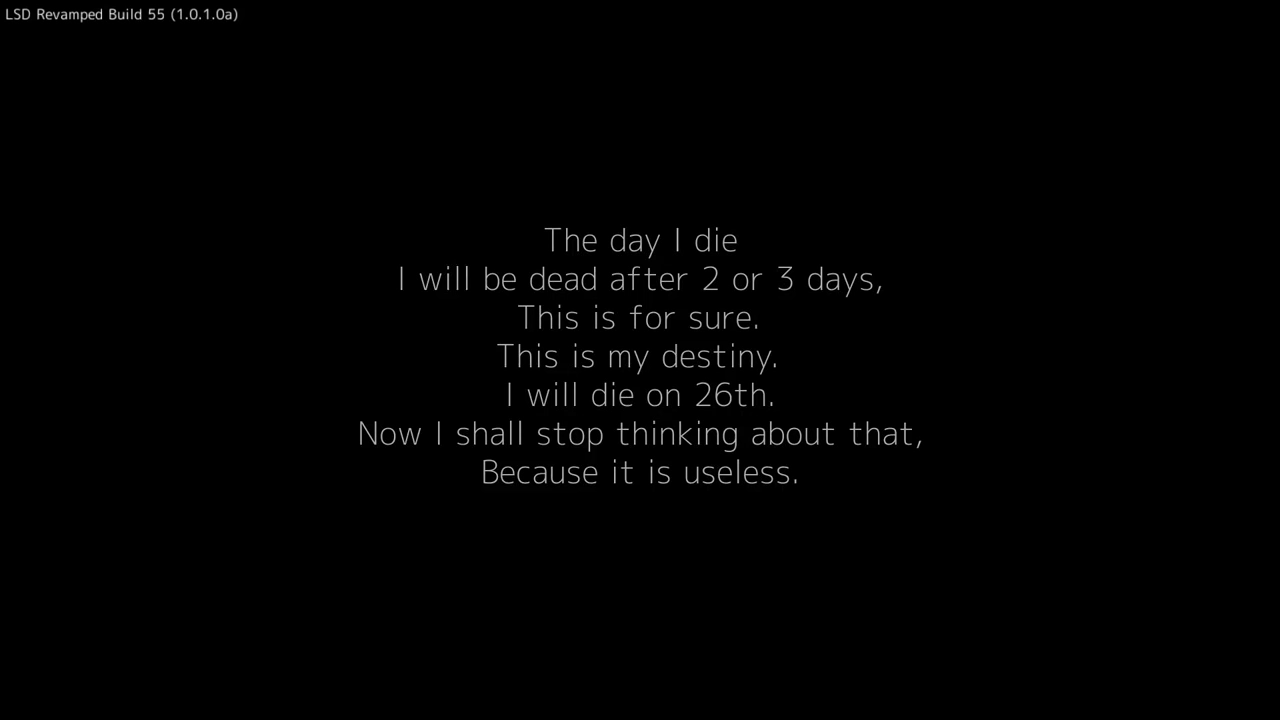 LSD Revamped Build 55 (1.0.1.0a)
The day I die
I will be dead after 2 or 3 days,
This is for sure.
This is my destiny.
I will die on 26th.
Now I shall stop thinking about that,
Because it is useless.